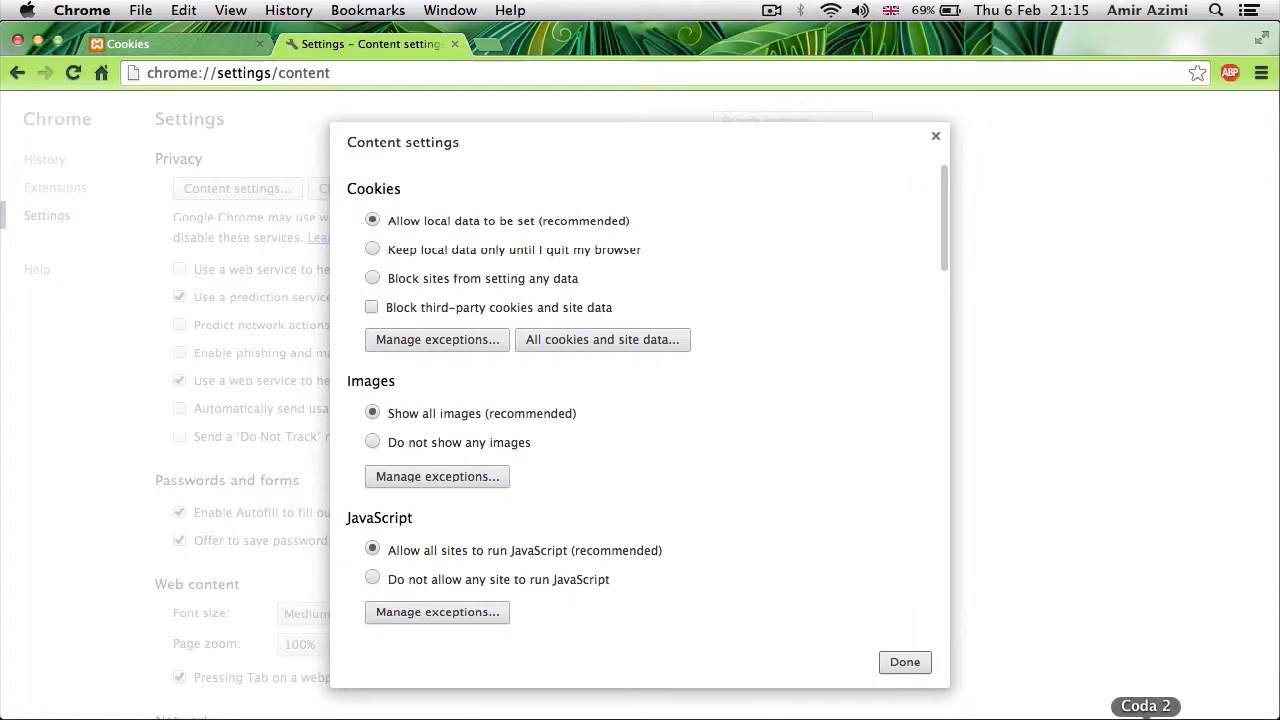 Chrome File Edit View History Bookmarks Window Help 69% Thu 6 Feb 21:15 Amir Azimi
Cookies Settings - Content setting
chrome://settings/content ABP
Chrome
History
Extensions
Settings
Help
Settings
Privacy
Content settings...
Google Chrome may use w
disable these services. Lea
Use a web service to he
Use a prediction service
Predict network actions
Enable phishing and ma
Use a web service to he
Automatically send usa
Send a 'Do Not Track' r
Passwords and forms
Enable Autofill to fill ou
Offer to save password
Web content
Font size: Medium
Page zoom: 100%
Pressing Tab on a webp
Content settings
Cookies
Allow local data to be set (recommended)
Keep local data only until I quit my browser
Block sites from setting any data
Block third-party cookies and site data
Manage exceptions... All cookies and site data...
Images
Show all images (recommended)
Do not show any images
Manage exceptions...
JavaScript
Allow all sites to run JavaScript (recommended)
Do not allow any site to run JavaScript
Manage exceptions...
Done
Coda 2